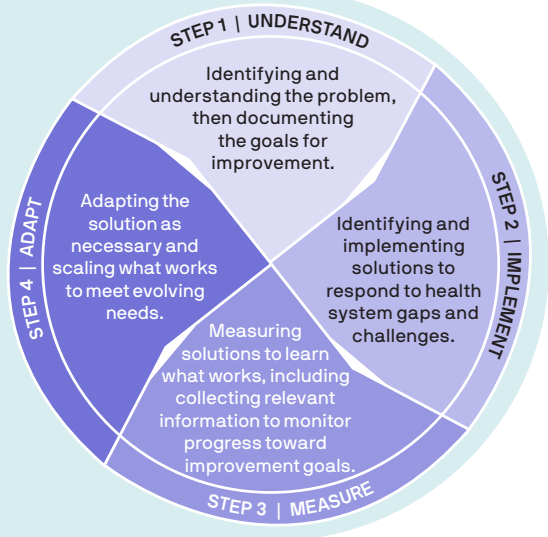 STEP 1 | UNDERSTAND
Identifying and
understanding the problem,
then documenting
the goals for
improvement.
STEP 2 | IMPLEMENT
Identifying and
implementing
solutions to
respond to health
system gaps and
challenges.
STEP 3 | MEASURE
Measuring
solutions to learn
what works, including
collecting relevant
information to monitor
progress toward
improvement goals.
STEP 4 | ADAPT
Adapting the
solution as
necessary and
scaling what works
to meet evolving
needs.